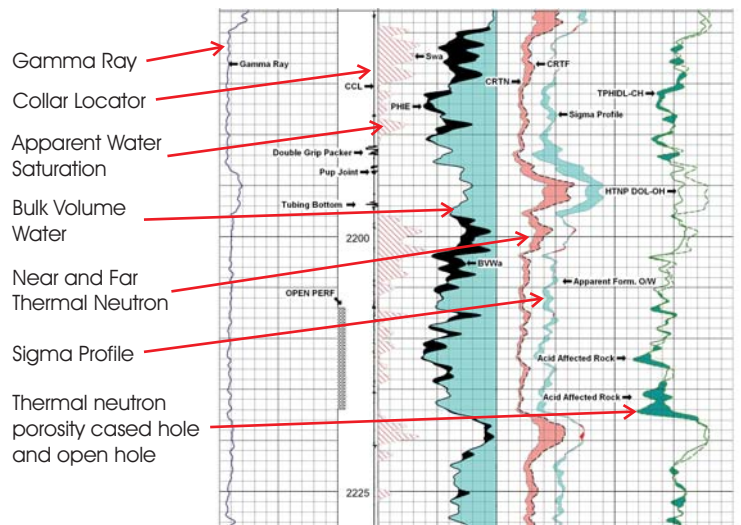 Gamma Ray
Collar Locator
Apparent Water
Saturation
Bulk Volume
Water
Near and Far
Thermal Neutron
Sigma Profile
Thermal neutron
porosity cased hole
and open hole
Gamma Ray
CCL
Swa
PHIE
CRTF
CRTN
Sigma Profile
TPHIDL-CH
Double Grip Packer
Pup Joint
Tubing Bottom
HTNP DOL-OH
2200
BVWa
Apparent Form. O/W
OPEN PERF
Acid Affected Rock
Acid Affected Rock
2225